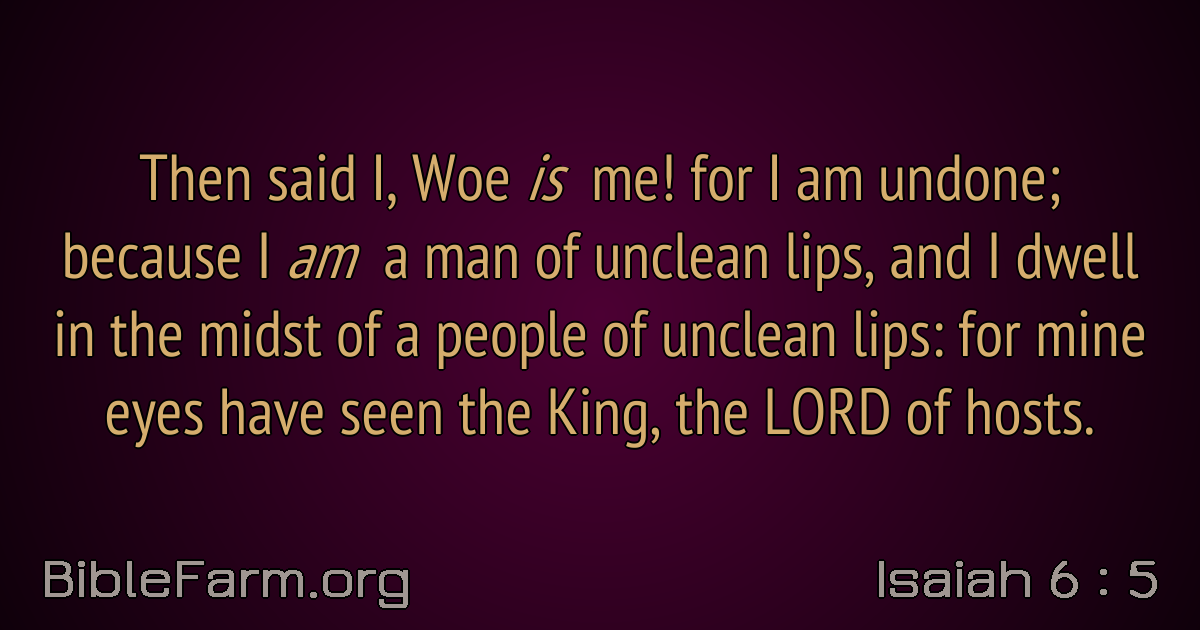 Then said I, Woe is me! for I am undone;
because I am a man of unclean lips, and I dwell
in the midst of a people of unclean lips: for mine
eyes have seen the King, the LORD of hosts.
BibleFarm.org
Isaiah 6 : 5